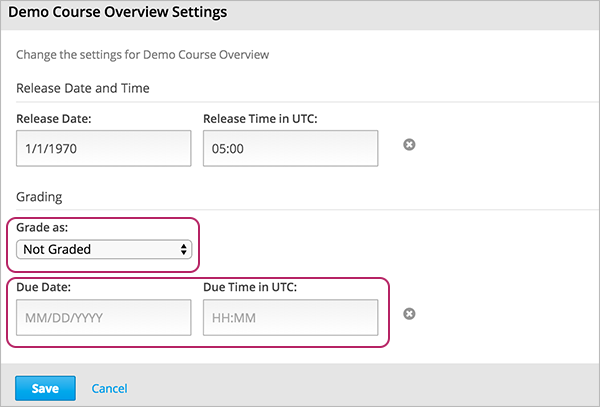 Demo Course Overview Settings
Change the settings for Demo Course Overview
Release Date and Time
Release Date: Release Time in UTC:
1/1/1970 05:00
Grading
Grade as:
Not Graded
Due Date: Due Time in UTC:
MM/DD/YYYY HH:MM
Save Cancel